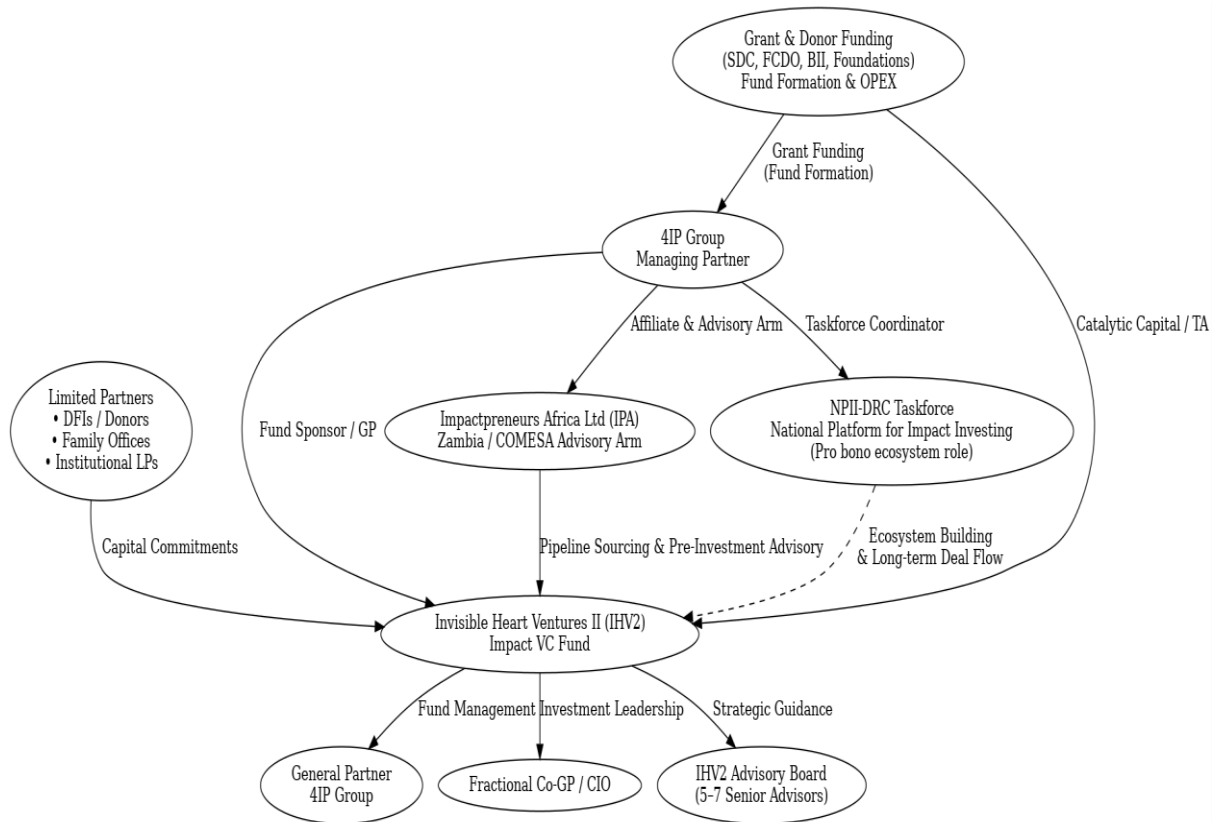 Grant & Donor Funding
(SDC, FCDO, BII, Foundations)
Fund Formation & OPEX
Grant Funding
(Fund Formation)
4IP Group
Managing Partner
Affiliate & Advisory Arm
Taskforce Coordinator
Catalytic Capital / TA
Limited Partners
• DFIs / Donors
• Family Offices
• Institutional LPs
Fund Sponsor / GP
Impactpreneurs Africa Ltd (IPA)
Zambia / COMESA Advisory Arm
NPII-DRC Taskforce
National Platform for Impact Investing
(Pro bono ecosystem role)
Capital Commitments
Pipeline Sourcing & Pre-Investment Advisory
Ecosystem Building
& Long-term Deal Flow
Invisible Heart Ventures II (IHV2)
Impact VC Fund
Fund Management
Investment Leadership
Strategic Guidance
General Partner
4IP Group
Fractional Co-GP / CIO
IHV2 Advisory Board
(5–7 Senior Advisors)